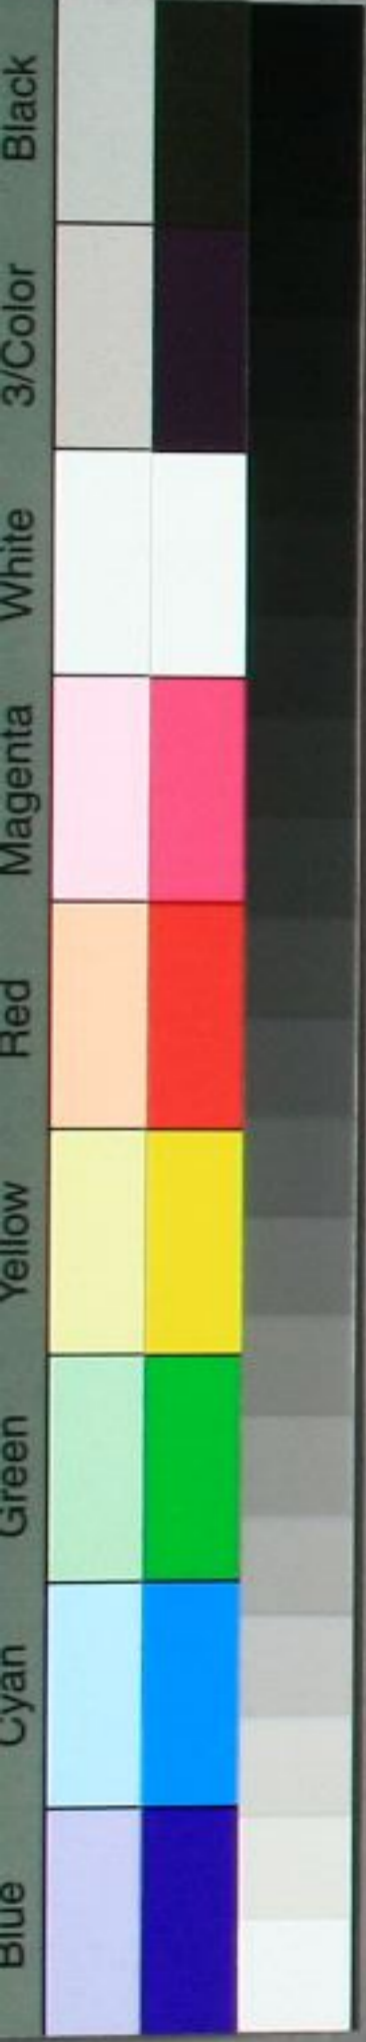 Black
3/Color
White
Magenta
Red
Yellow
Green
Cyan
Blue